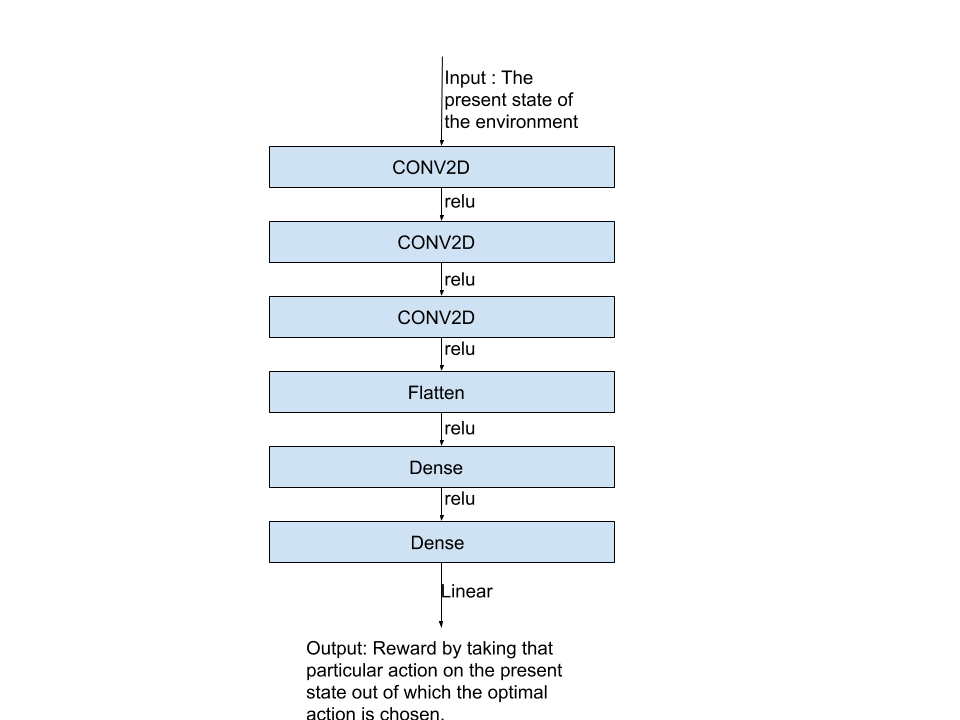 Input : The
present state of
the environment
CONV2D
relu
CONV2D
relu
CONV2D
relu
Flatten
relu
Dense
relu
Dense
Linear
Output: Reward by taking that
particular action on the present
state out of which the optimal
action is chosen.